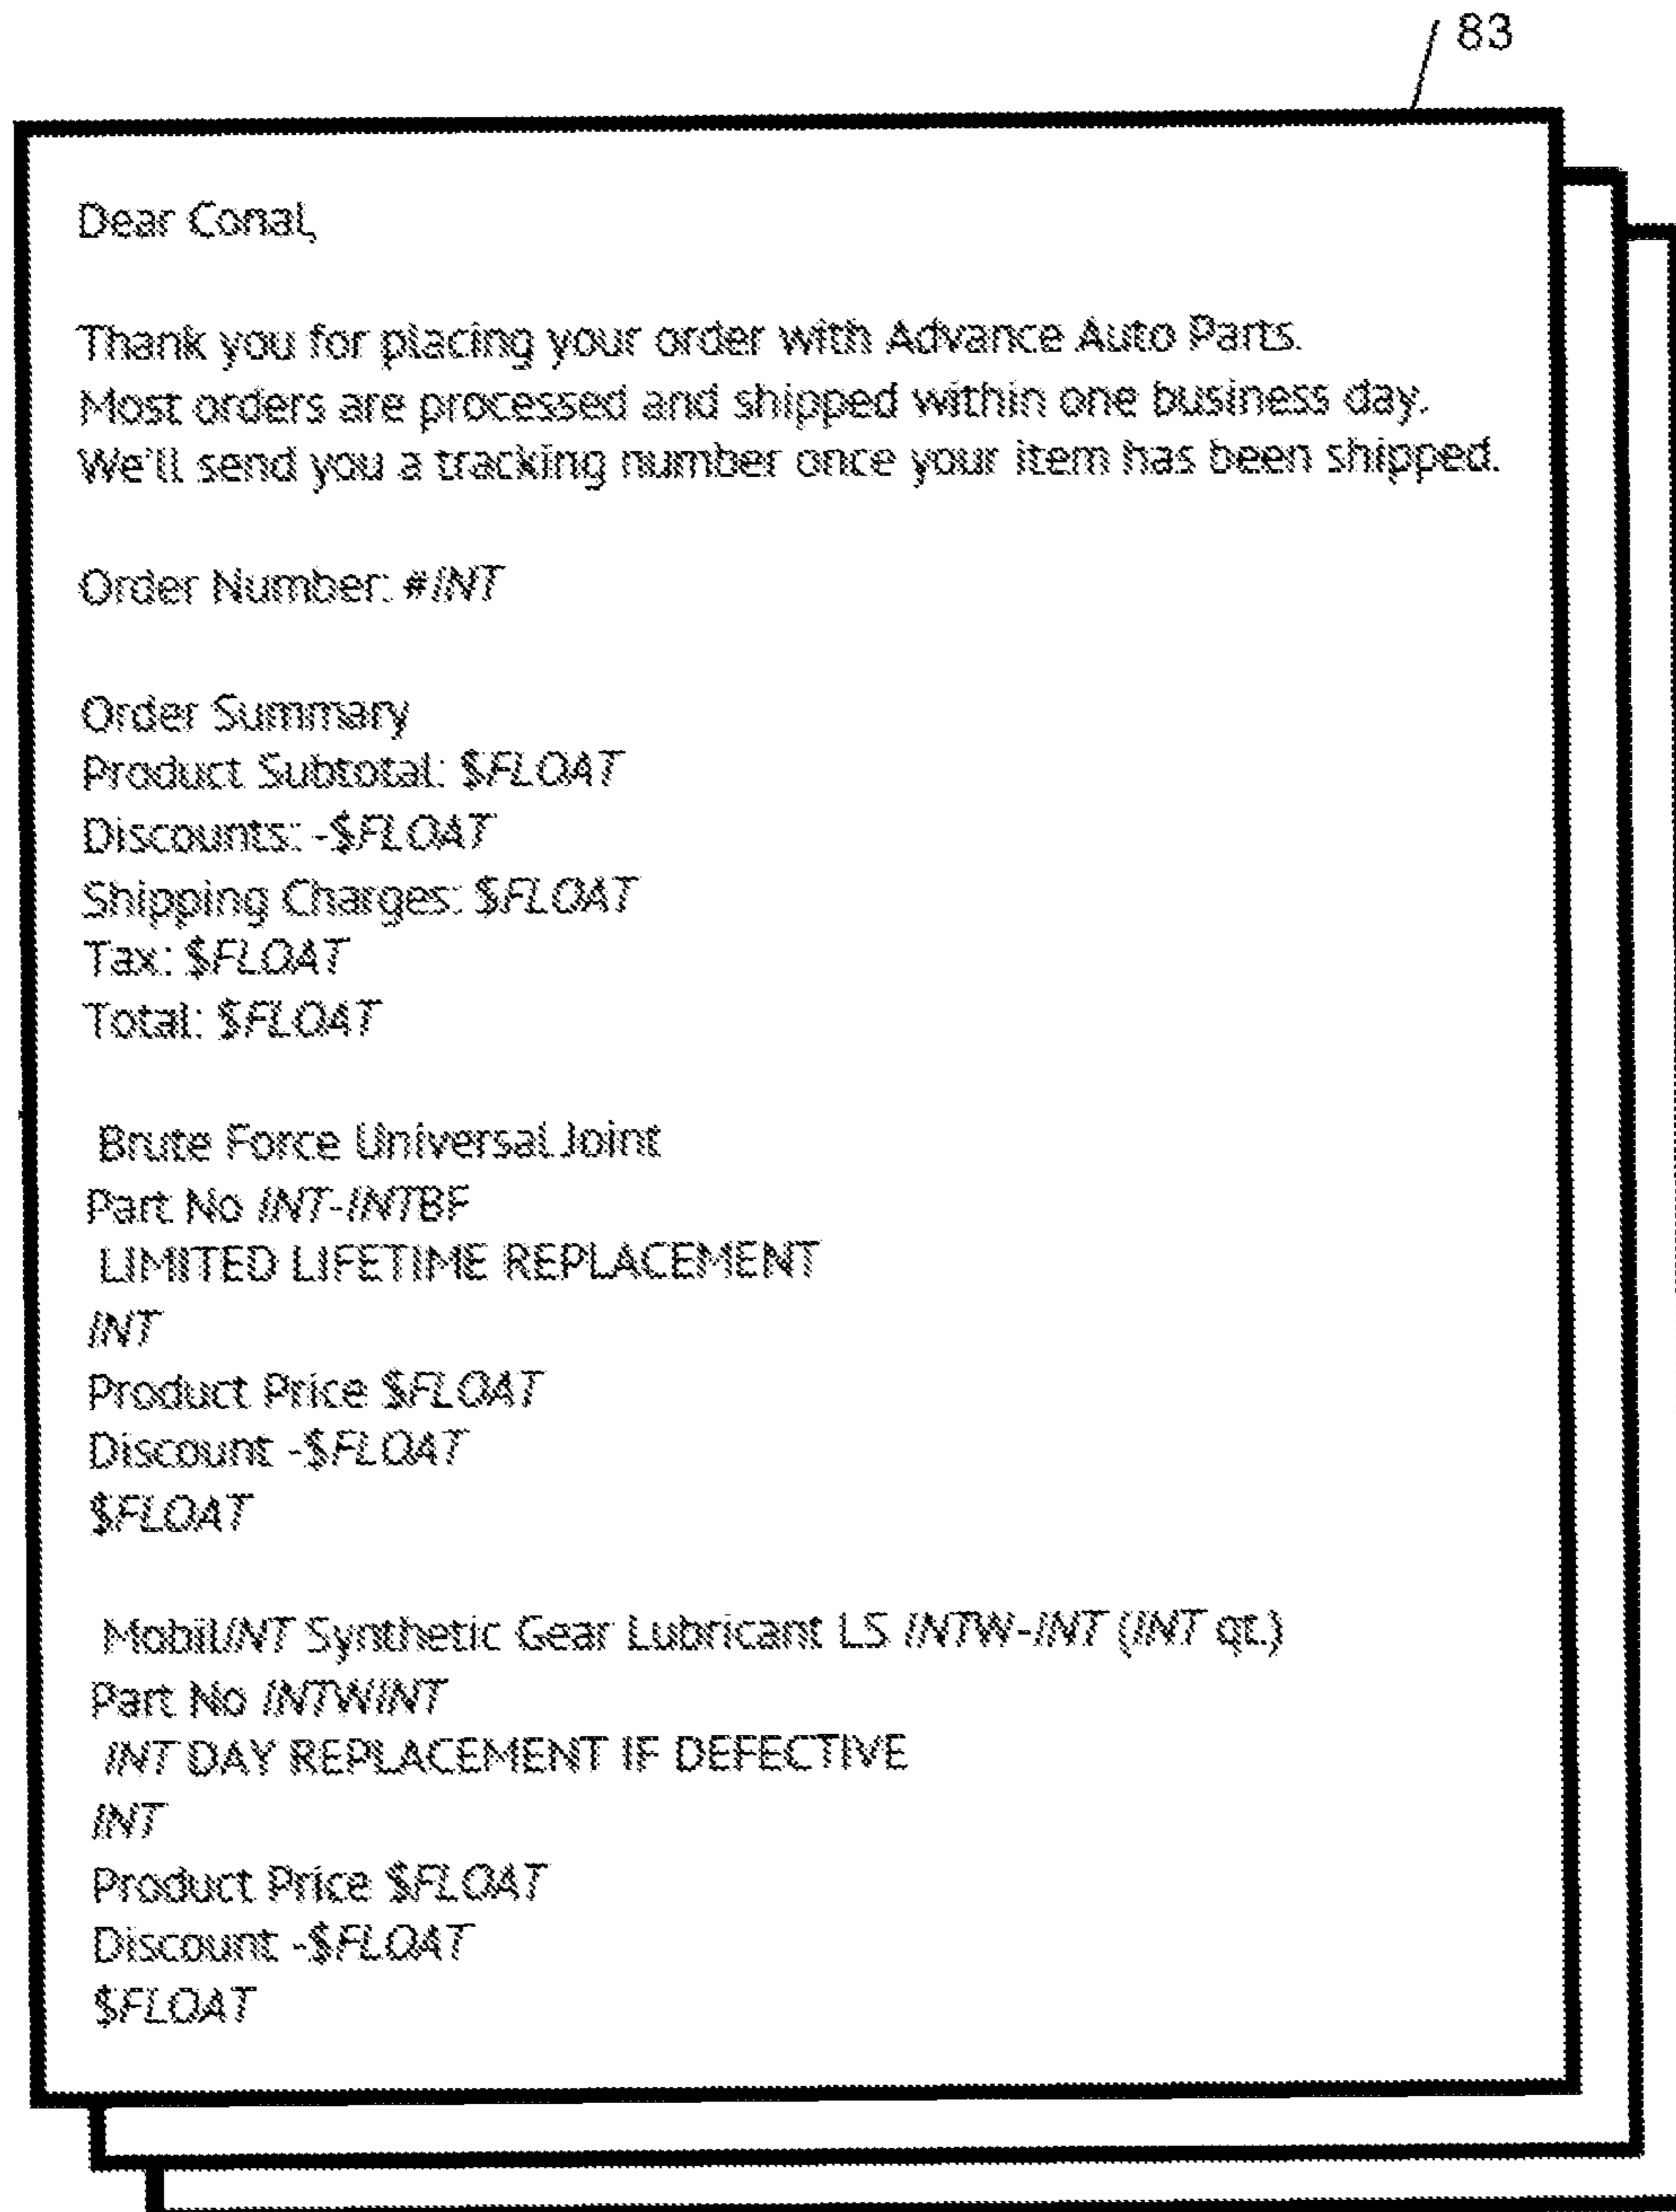 83
Dear Conal,
Thank you for placing your order with Advance Auto Parts.
Most orders are processed and shipped within one business day.
We'll send you a tracking number once your item has been shipped.
Order Number: #INT
Order Summary
Product Subtotal: $FLOAT
Discounts: -$FLOAT
Shipping Charges: $FLOAT
Tax: $FLOAT
Total: $FLOAT
Brute Force Universal Joint
Part No INT-INTBF
LIMITED LIFETIME REPLACEMENT
INT
Product Price $FLOAT
Discount -$FLOAT
$FLOAT
MobilINT Synthetic Gear Lubricant LS INTW-INT (INT qt.)
Part No INTWINT
INT DAY REPLACEMENT IF DEFECTIVE
INT
Product Price $FLOAT
Discount -$FLOAT
$FLOAT